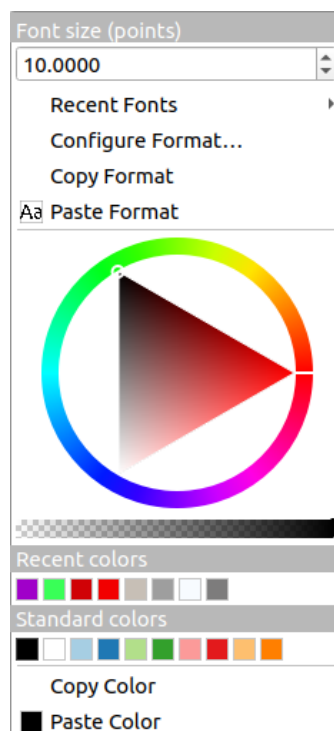 Font size (points)
10.0000
Recent Fonts
Configure Format…
Copy Format
Aa Paste Format
Recent colors
Standard colors
Copy Color
Paste Color